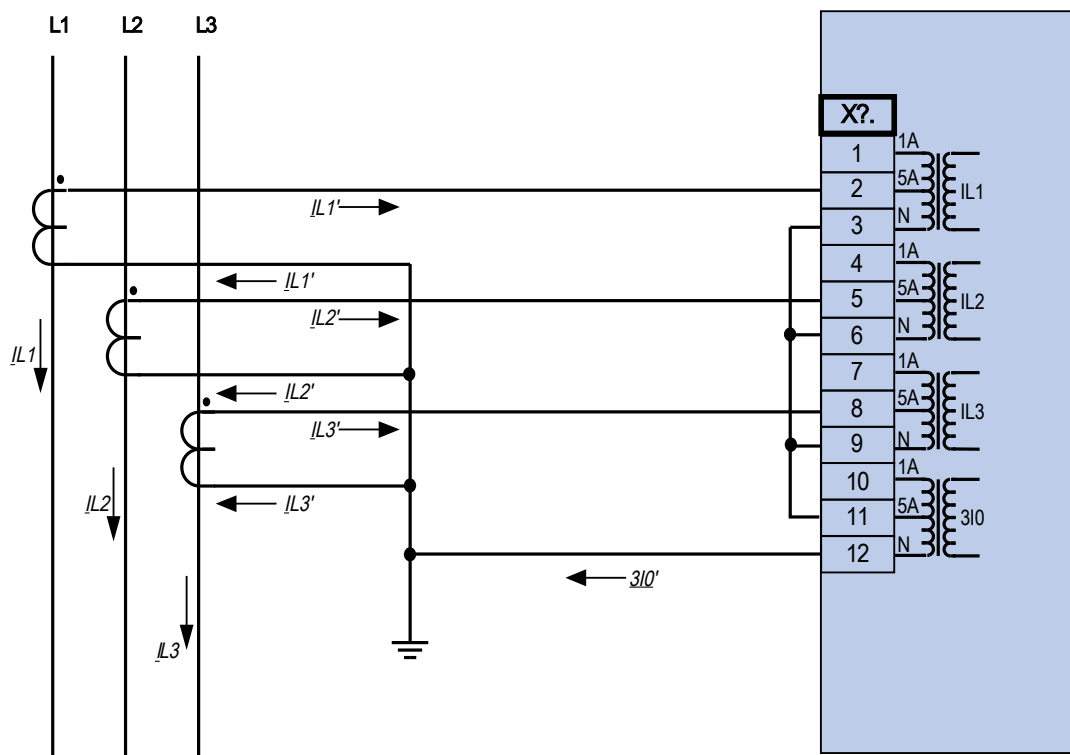 L1 L2 L3
X?.
1 1A
2 5A IL1
3 N
4 1A
5 5A IL2
6 N
7 1A
8 5A IL3
9 N
10 1A
11 5A 3I0
12 N
IL1'
IL1'
IL2'
IL1
IL2'
IL3'
IL2
IL3'
3I0'
IL3